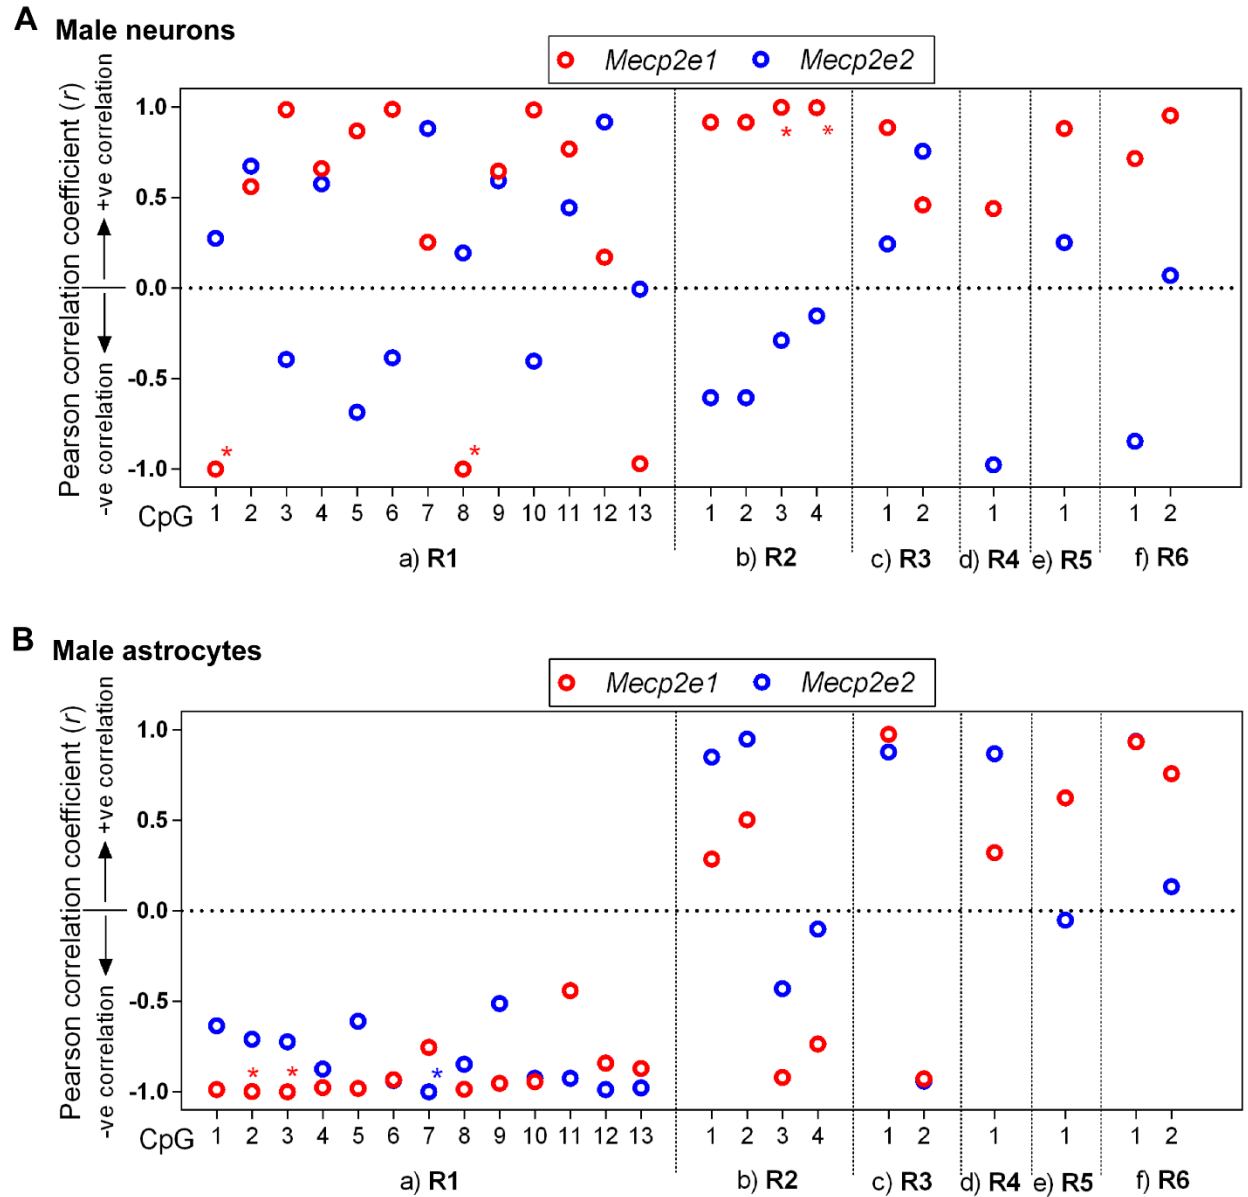 A Male neurons
Mecp2e1 Mecp2e2
Pearson correlation coefficient (r)
-ve correlation +ve correlation
1.0
0.5
0.0
-0.5
-1.0
* * * *
CpG 1 2 3 4 5 6 7 8 9 10 11 12 13 1 2 3 4 1 2 1 1 1 2
a) R1 b) R2 c) R3 d) R4 e) R5 f) R6
B Male astrocytes
Mecp2e1 Mecp2e2
Pearson correlation coefficient (r)
-ve correlation +ve correlation
1.0
0.5
0.0
-0.5
-1.0
* * *
CpG 1 2 3 4 5 6 7 8 9 10 11 12 13 1 2 3 4 1 2 1 1 1 2
a) R1 b) R2 c) R3 d) R4 e) R5 f) R6